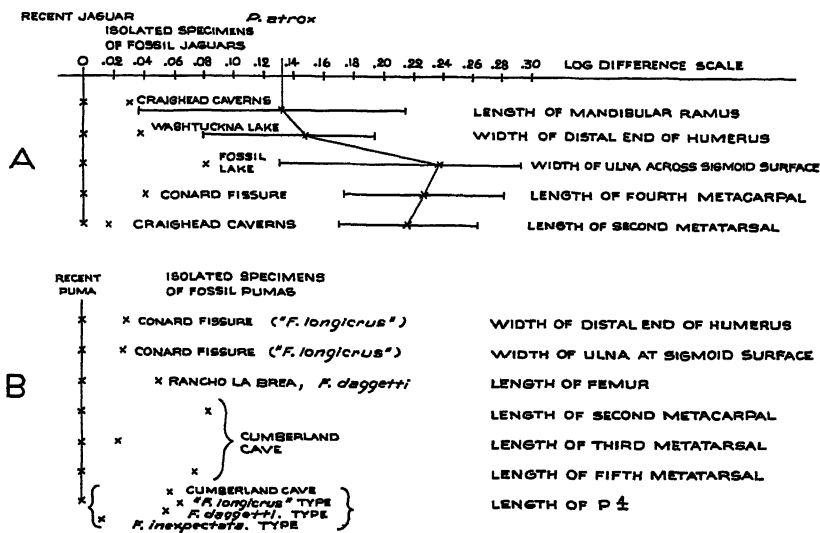 RECENT JAGUAR P. atrox
ISOLATED SPECIMENS
OF FOSSIL JAGUARS
0 .02 .04 .06 .08 .10 .12 .14 .16 .18 .20 .22 .24 .26 .28 .30 LOG DIFFERENCE SCALE
A
CRAIGHEAD CAVERNS LENGTH OF MANDIBULAR RAMUS
WASHTUCKNA LAKE WIDTH OF DISTAL END OF HUMERUS
FOSSIL
LAKE WIDTH OF ULNA ACROSS SIGMOID SURFACE
CONARD FISSURE LENGTH OF FOURTH METACARPAL
CRAIGHEAD CAVERNS LENGTH OF SECOND METATARSAL
RECENT
PUMA
ISOLATED SPECIMENS
OF FOSSIL PUMAS
B
CONARD FISSURE ("F. longicrus") WIDTH OF DISTAL END OF HUMERUS
CONARD FISSURE ("F. longicrus") WIDTH OF ULNA AT SIGMOID SURFACE
RANCHO LA BREA, F. daggetti LENGTH OF FEMUR
LENGTH OF SECOND METACARPAL
CUMBERLAND
CAVE
LENGTH OF THIRD METATARSAL
LENGTH OF FIFTH METATARSAL
CUMBERLAND CAVE
"F. longicrus" TYPE LENGTH OF P 4
F. daggetti. TYPE
F. inexpectata. TYPE